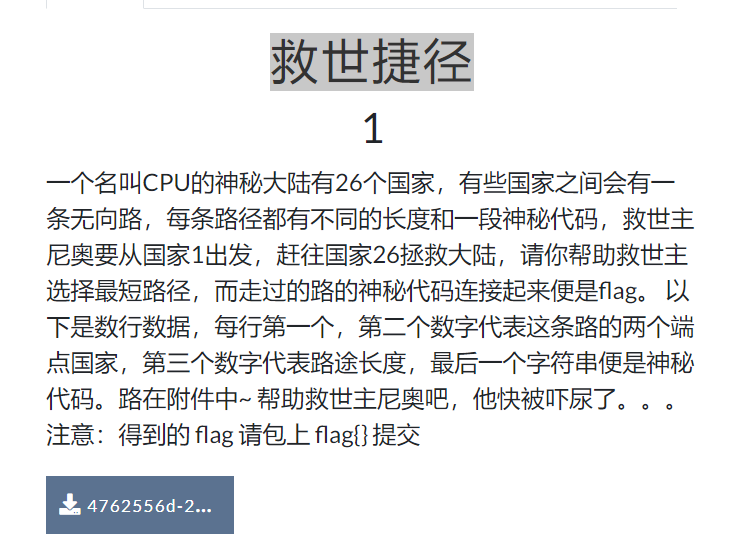 救世捷径
1
一个名叫CPU的神秘大陆有26个国家，有些国家之间会有一
条无向路，每条路径都有不同的长度和一段神秘代码，救世主
尼奥要从国家1出发，赶往国家26拯救大陆，请你帮助救世主
选择最短路径，而走过的路的神秘代码连接起来便是flag。 以
下是数行数据，每行第一个，第二个数字代表这条路的两个端
点国家，第三个数字代表路途长度，最后一个字符串便是神秘
代码。路在附件中~ 帮助救世主尼奥吧，他快被吓尿了。。。
注意：得到的 flag 请包上 flag{} 提交
4762556d-2...